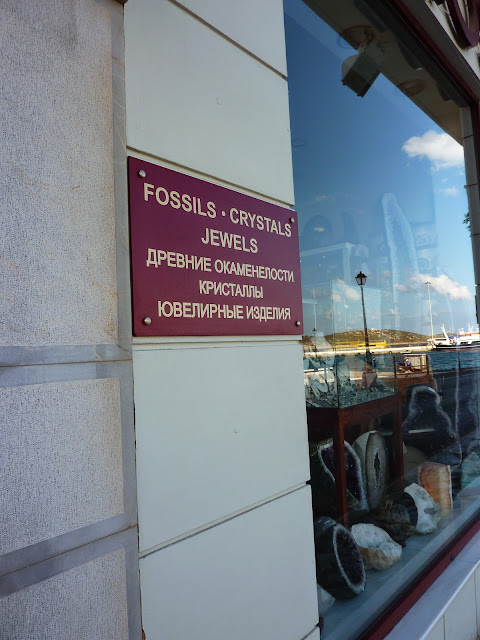 FOSSILS • CRYSTALS
JEWELS
ДРЕВНИЕ ОКАМЕНЕЛОСТИ
КРИСТАЛЛЫ
ЮВЕЛИРНЫЕ ИЗДЕЛИЯ